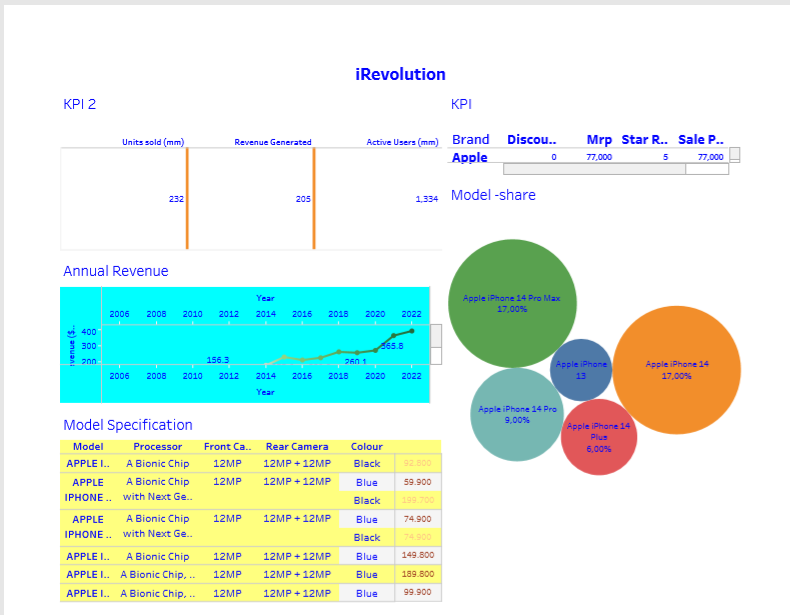 iRevolution
KPI 2
Units sold (mm) Revenue Generated Active Users (mm)
232 205 1,334
KPI
Brand Discou.. Mrp Star R.. Sale P..
Apple 0 77,000 5 77,000
Annual Revenue
Year
2006 2008 2010 2012 2014 2016 2018 2020 2022
venue ($..
400
300
200
156.3 260.1 365.8
2006 2008 2010 2012 2014 2016 2018 2020 2022
Year
Model -share
Apple iPhone 14 Pro Max
17,00%
Apple iPhone
13
Apple iPhone 14
17,00%
Apple iPhone 14 Pro
9,00%
Apple iPhone 14
Plus
6,00%
Model Specification
Model Processor Front Ca.. Rear Camera Colour
APPLE I.. A Bionic Chip 12MP 12MP + 12MP Black 92.800
APPLE A Bionic Chip 12MP 12MP + 12MP Blue 59.900
IPHONE .. with Next Ge.. Black 199.700
APPLE A Bionic Chip 12MP 12MP + 12MP Blue 74.900
IPHONE .. with Next Ge.. Black 74.900
APPLE I.. A Bionic Chip 12MP 12MP + 12MP Blue 149.800
APPLE I.. A Bionic Chip, .. 12MP 12MP + 12MP Blue 189.800
APPLE I.. A Bionic Chip, .. 12MP 12MP + 12MP Blue 99.900